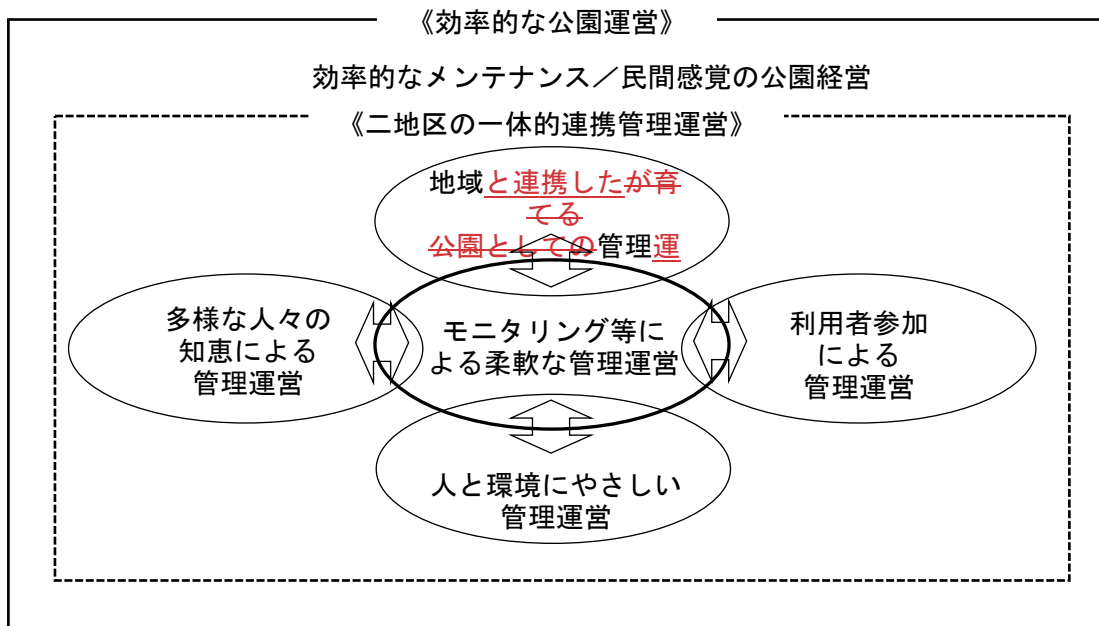 《効率的な公園運営》
効率的なメンテナンス／民間感覚の公園経営
《二地区の一体的連携管理運営》
地域と連携したが育
てる
公園としての管理運
多様な人々の
知恵による
管理運営
モニタリング等に
よる柔軟な管理運営
利用者参加
による
管理運営
人と環境にやさしい
管理運営